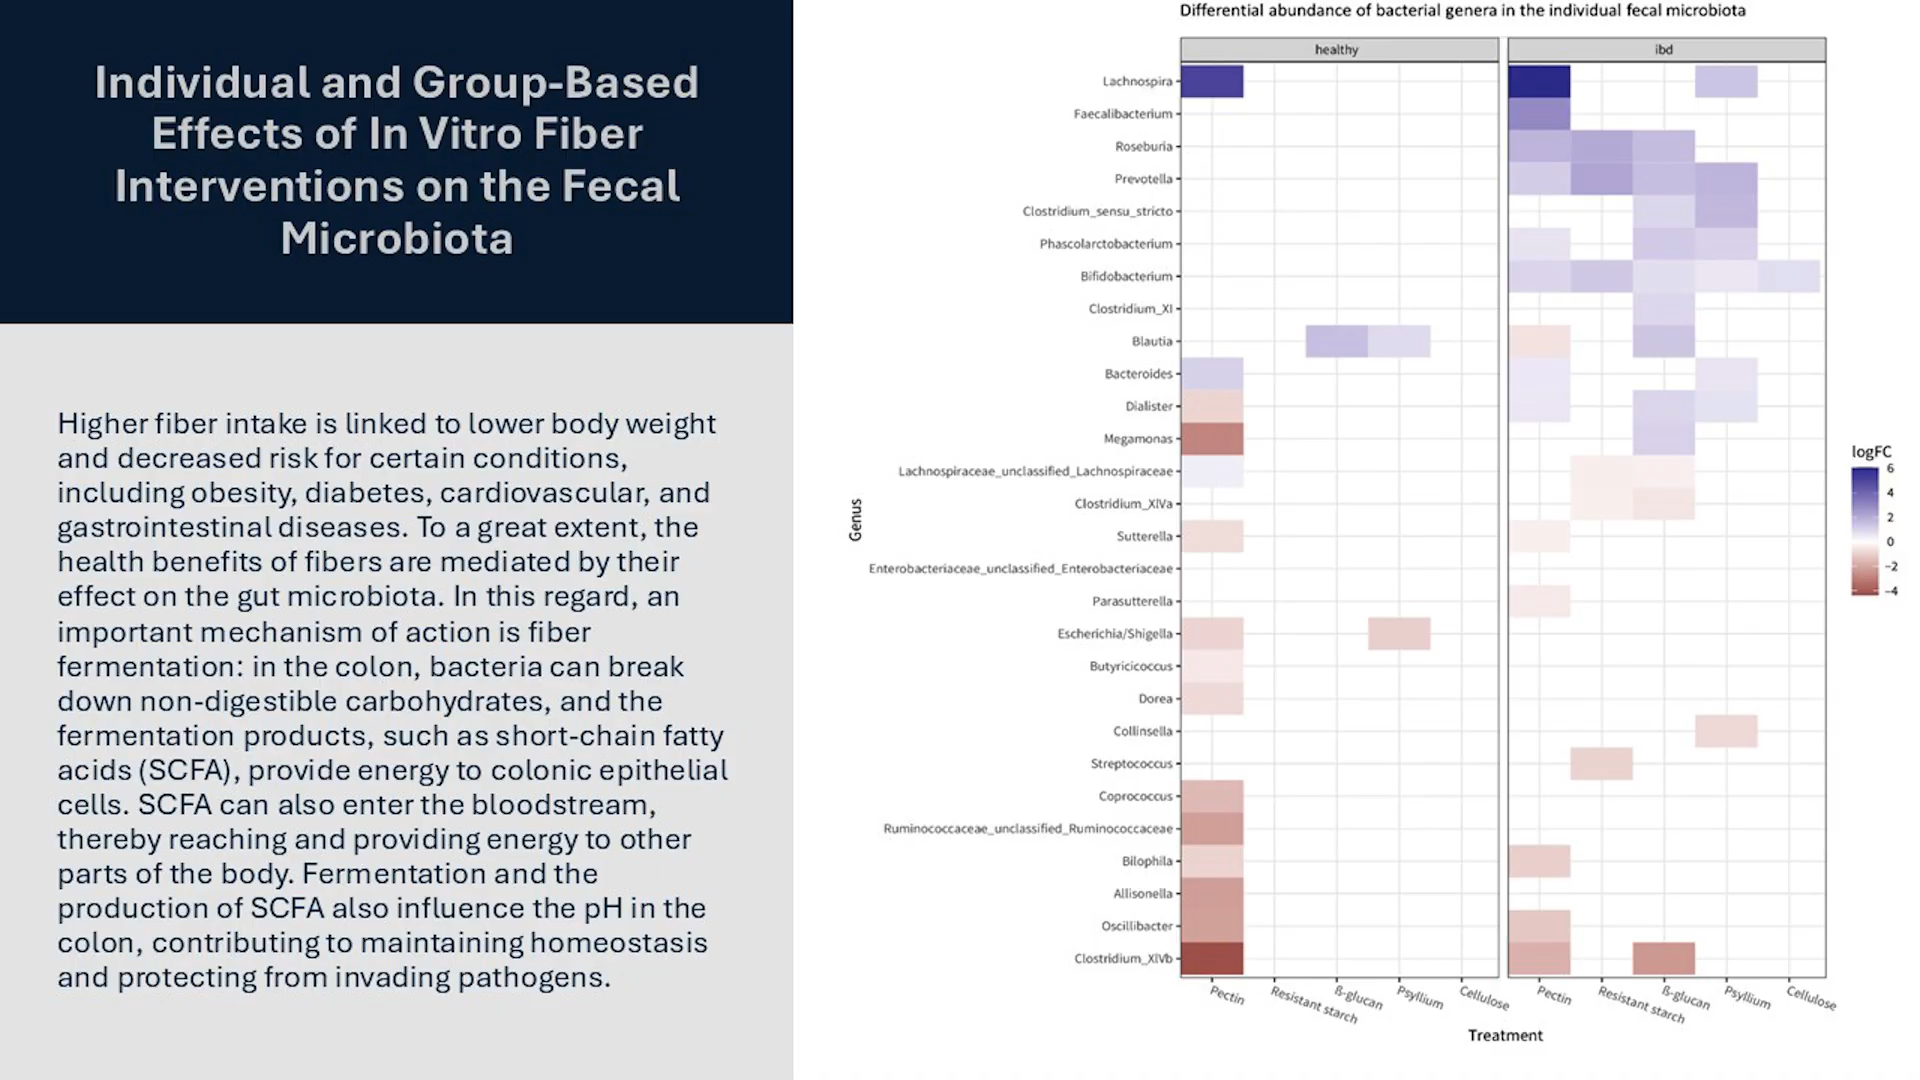 Individual and Group-Based
Effects of In Vitro Fiber
Interventions on the Fecal
Microbiota
Higher fiber intake is linked to lower body weight
and decreased risk for certain conditions,
including obesity, diabetes, cardiovascular, and
gastrointestinal diseases. To a great extent, the
health benefits of fibers are mediated by their
effect on the gut microbiota. In this regard, an
important mechanism of action is fiber
fermentation: in the colon, bacteria can break
down non-digestible carbohydrates, and the
fermentation products, such as short-chain fatty
acids (SCFA), provide energy to colonic epithelial
cells. SCFA can also enter the bloodstream,
thereby reaching and providing energy to other
parts of the body. Fermentation and the
production of SCFA also influence the pH in the
colon, contributing to maintaining homeostasis
and protecting from invading pathogens.
Differential abundance of bacterial genera in the individual fecal microbiota
healthy
ibd
Lachnospira
Faecalibacterium
Roseburia
Prevotella
Clostridium_sensu_stricto
Phascolarctobacterium
Bifidobacterium
Clostridium_XI
Blautia
Bacteroides
Dialister
Megamonas
Lachnospiraceae_unclassified_Lachnospiraceae
Clostridium_XlVa
Sutterella
Enterobacteriaceae_unclassified_Enterobacteriaceae
Parasutterella
Escherichia/Shigella
Butyricicoccus
Dorea
Collinsella
Streptococcus
Coprococcus
Ruminococcaceae_unclassified_Ruminococcaceae
Bilophila
Allisonella
Oscillibacter
Clostridium_XlVb
Genus
Pectin
Resistant starch
ß-glucan
Psyllium
Cellulose
Pectin
Resistant starch
ß-glucan
Psyllium
Cellulose
Treatment
logFC
6
4
2
0
−2
−4